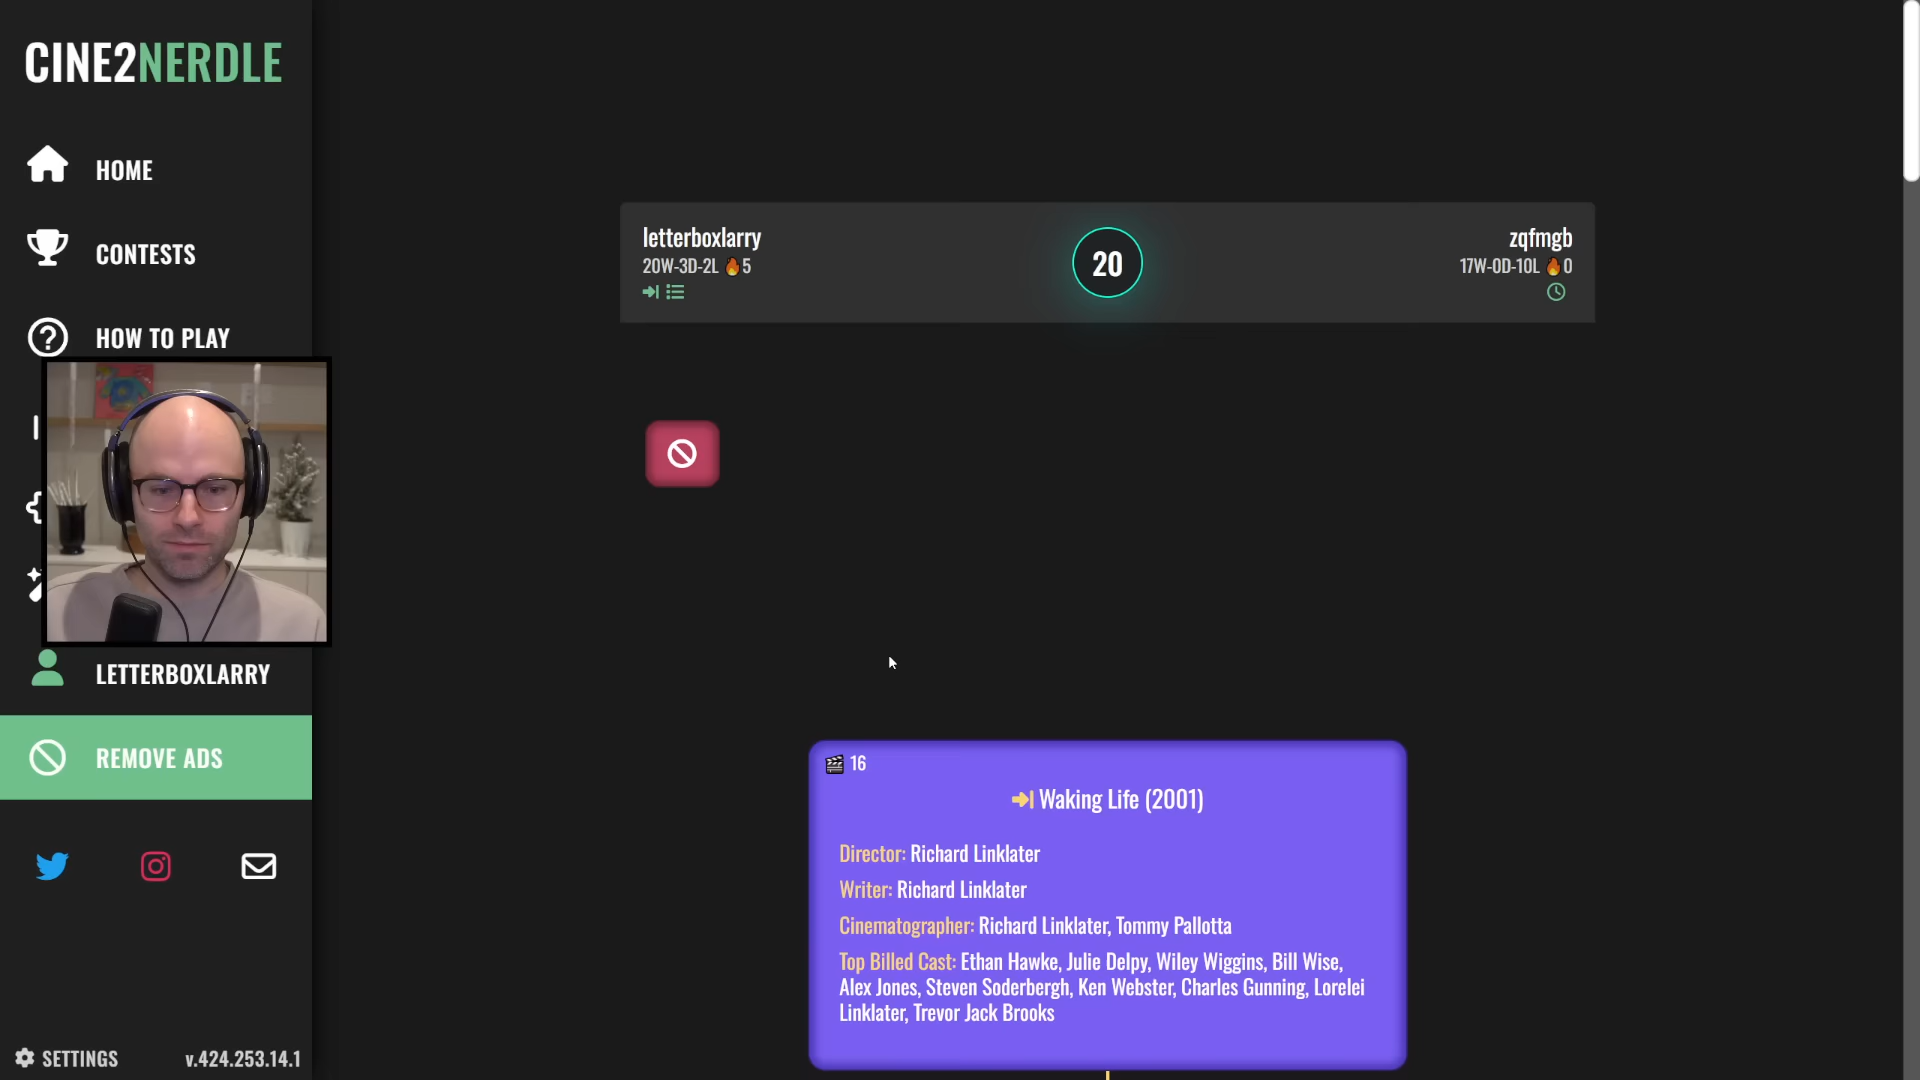 CINE2NERDLE
HOME
CONTESTS
HOW TO PLAY
LETTERBOXLARRY
REMOVE ADS
SETTINGS
v.424.253.14.1
letterboxlarry
20W-3D-2L 🔥5
20
zqfmgb
17W-0D-10L 🔥0
16
Waking Life (2001)
Director: Richard Linklater
Writer: Richard Linklater
Cinematographer: Richard Linklater, Tommy Pallotta
Top Billed Cast: Ethan Hawke, Julie Delpy, Wiley Wiggins, Bill Wise,
Alex Jones, Steven Soderbergh, Ken Webster, Charles Gunning, Lorelei
Linklater, Trevor Jack Brooks